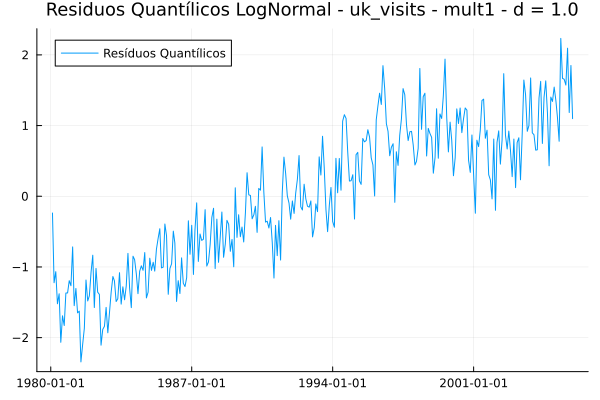 Residuos Quantílicos LogNormal - uk_visits - mult1 - d = 1.0
Resíduos Quantílicos
2
1
0
−1
−2
1980-01-01 1987-01-01 1994-01-01 2001-01-01